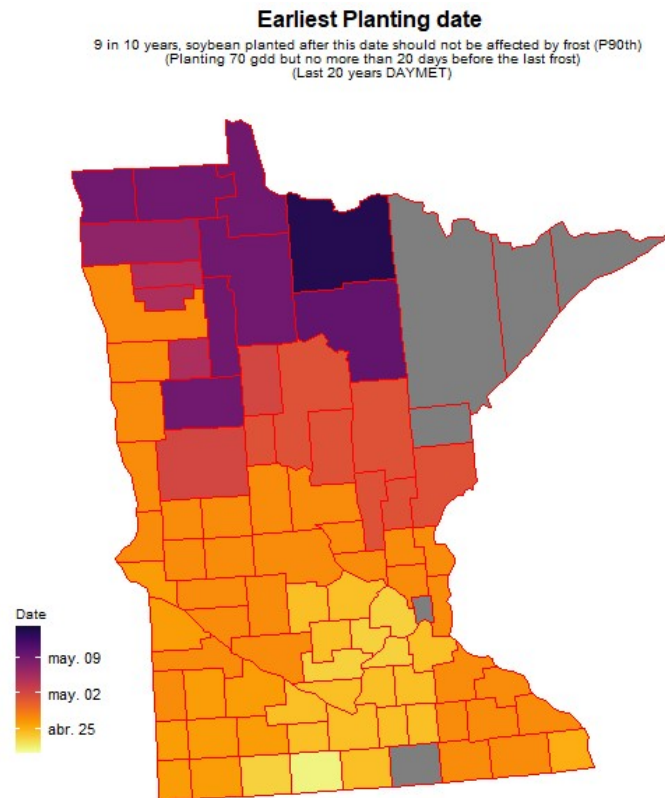 Earliest Planting date
9 in 10 years, soybean planted after this date should not be affected by frost (P90th)
(Planting 70 gdd but no more than 20 days before the last frost)
(Last 20 years DAYMET)
Date
may. 09
may. 02
abr. 25